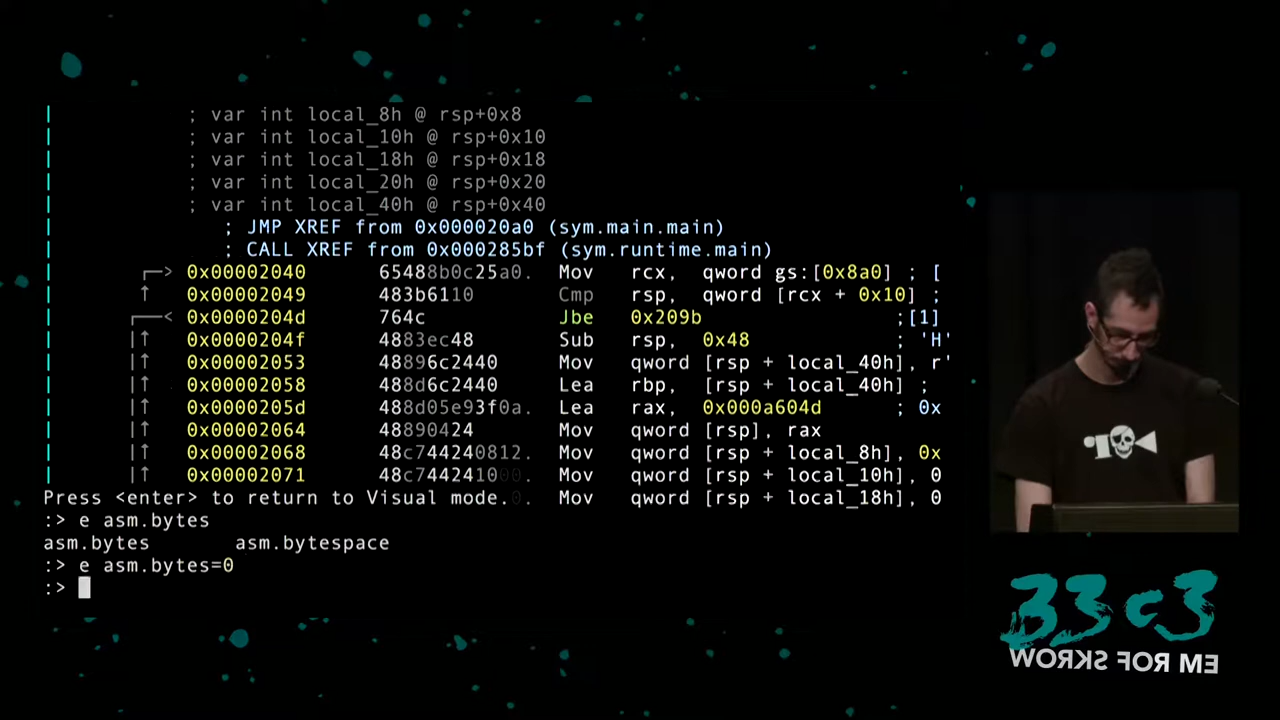 ; var int local_8h @ rsp+0x8
; var int local_10h @ rsp+0x10
; var int local_18h @ rsp+0x18
; var int local_20h @ rsp+0x20
; var int local_40h @ rsp+0x40
; JMP XREF from 0x000020a0 (sym.main.main)
; CALL XREF from 0x000285bf (sym.runtime.main)
0x00002040 65488b0c25a0. Mov rcx, qword gs:[0x8a0] ; [
0x00002049 483b6110 Cmp rsp, qword [rcx + 0x10] ;
0x0000204d 764c Jbe 0x209b ;[1]
0x0000204f 4883ec48 Sub rsp, 0x48 ; 'H'
0x00002053 48896c2440 Mov qword [rsp + local_40h], r'
0x00002058 488d6c2440 Lea rbp, [rsp + local_40h] ;
0x0000205d 488d05e93f0a. Lea rax, 0x000a604d ; 0x
0x00002064 48890424 Mov qword [rsp], rax
0x00002068 48c744240812. Mov qword [rsp + local_8h], 0x
0x00002071 48c744241000. Mov qword [rsp + local_10h], 0
Press <enter> to return to Visual mode. . Mov qword [rsp + local_18h], 0
:> e asm.bytes
asm.bytes asm.bytespace
:> e asm.bytes=0
:>
33c3
WORKS FOR ME